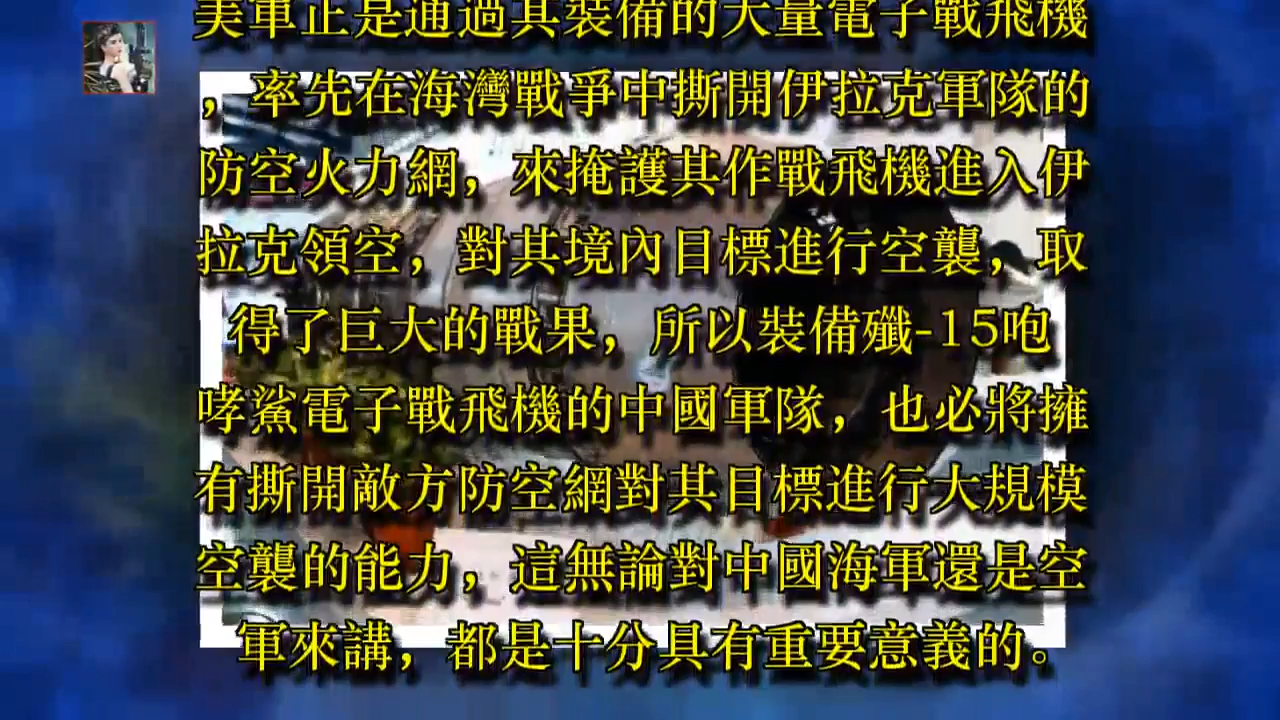 美軍正是通過其裝備的大量電子戰飛機
，率先在海灣戰爭中撕開伊拉克軍隊的
防空火力網，來掩護其作戰飛機進入伊
拉克領空，對其境內目標進行空襲，取
得了巨大的戰果，所以裝備殲-15咆
哮鯊電子戰飛機的中國軍隊，也必將擁
有撕開敵方防空網對其目標進行大規模
空襲的能力，這無論對中國海軍還是空
軍來講，都是十分具有重要意義的。